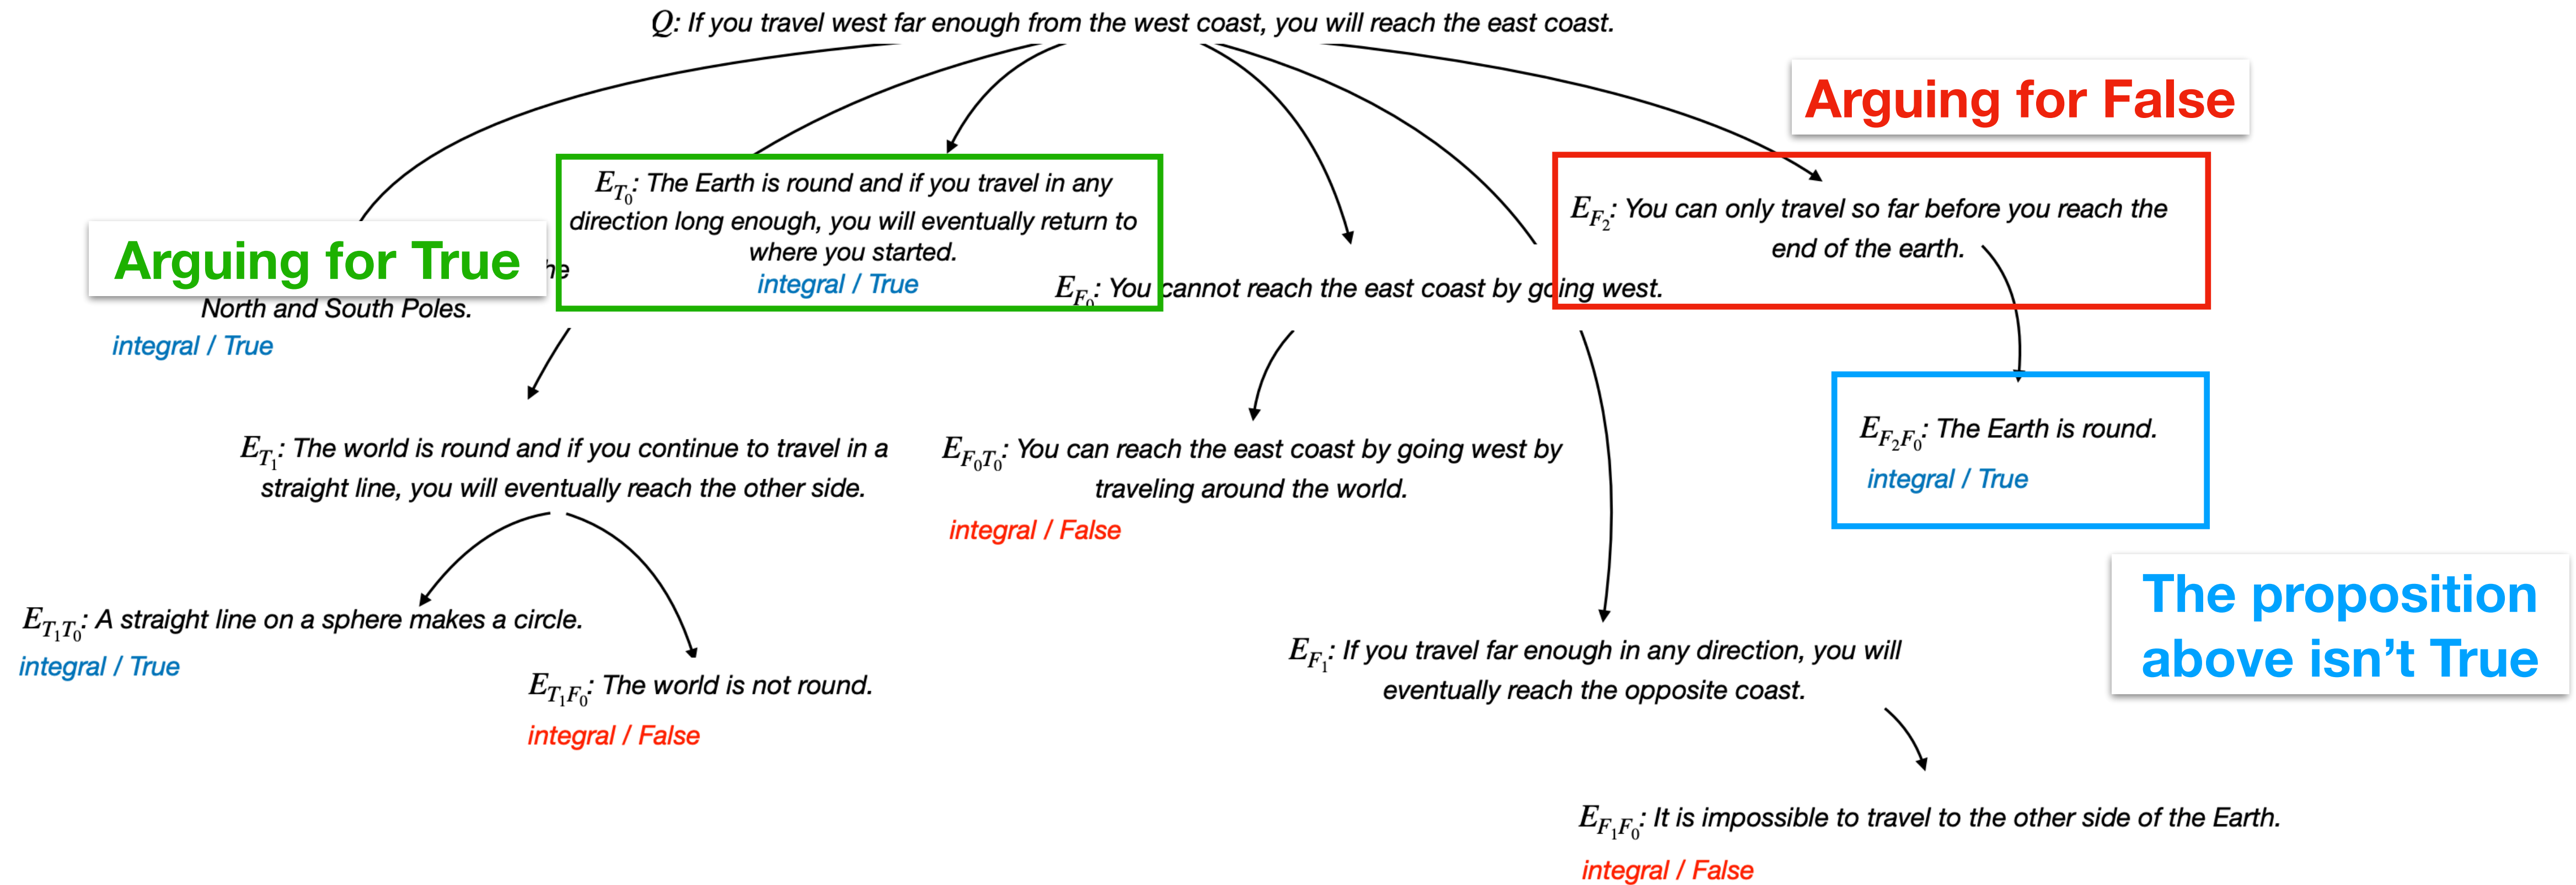 Q: If you travel west far enough from the west coast, you will reach the east coast.
Arguing for False
Arguing for True
he
North and South Poles.
integral / True
E_{T_0}: The Earth is round and if you travel in any
direction long enough, you will eventually return to
where you started.
integral / True
E_{F_0}: You cannot reach the east coast by going west.
E_{F_2}: You can only travel so far before you reach the
end of the earth.
E_{T_1}: The world is round and if you continue to travel in a
straight line, you will eventually reach the other side.
E_{F_0T_0}: You can reach the east coast by going west by
traveling around the world.
integral / False
E_{F_2F_0}: The Earth is round.
integral / True
The proposition
above isn’t True
E_{T_1T_0}: A straight line on a sphere makes a circle.
integral / True
E_{T_1F_0}: The world is not round.
integral / False
E_{F_1}: If you travel far enough in any direction, you will
eventually reach the opposite coast.
E_{F_1F_0}: It is impossible to travel to the other side of the Earth.
integral / False